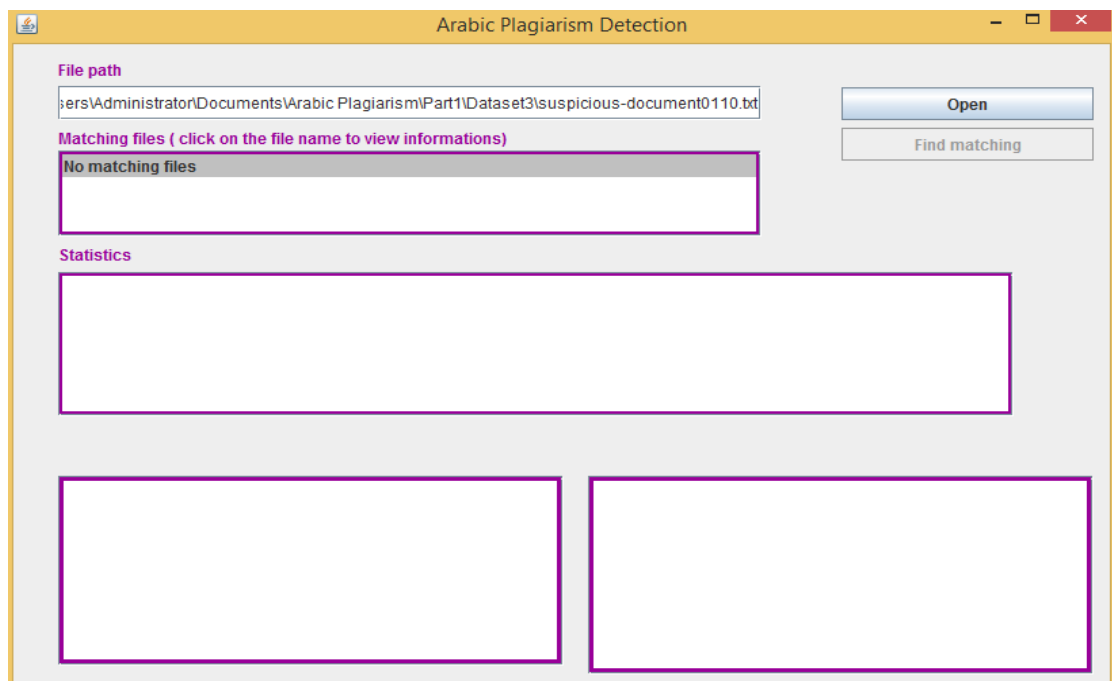 Arabic Plagiarism Detection
File path
sers\Administrator\Documents\Arabic Plagiarism\Part1\Dataset3\suspicious-document0110.txt
Open
Matching files ( click on the file name to view informations)
Find matching
No matching files
Statistics